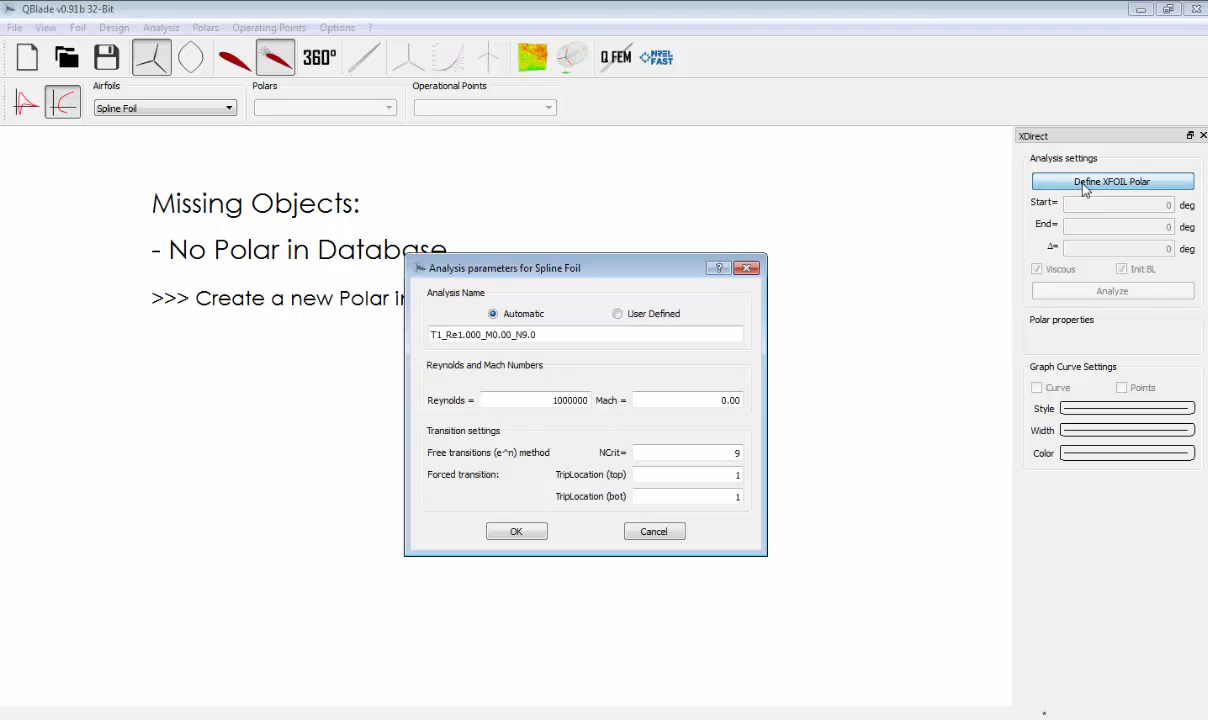 QBlade v0.91b 32-Bit
File View Foil Design Analysis Polars Operating Points Options ?
360° Q FEM NREL FAST
Airfoils Polars Operational Points
Spline Foil
XDirect
Analysis settings
Define XFOIL Polar
Start= 0 deg
End= 0 deg
Δ= 0 deg
Viscous Init BL
Analyze
Polar properties
Graph Curve Settings
Curve Points
Style
Width
Color
Missing Objects:
- No Polar in Database
>>> Create a new Polar in
Analysis parameters for Spline Foil
Analysis Name
Automatic User Defined
T1_Re1.000_M0.00_N9.0
Reynolds and Mach Numbers
Reynolds = 1000000 Mach = 0.00
Transition settings
Free transitions (e^n) method NCrit= 9
Forced transition: TripLocation (top) 1
TripLocation (bot) 1
OK Cancel